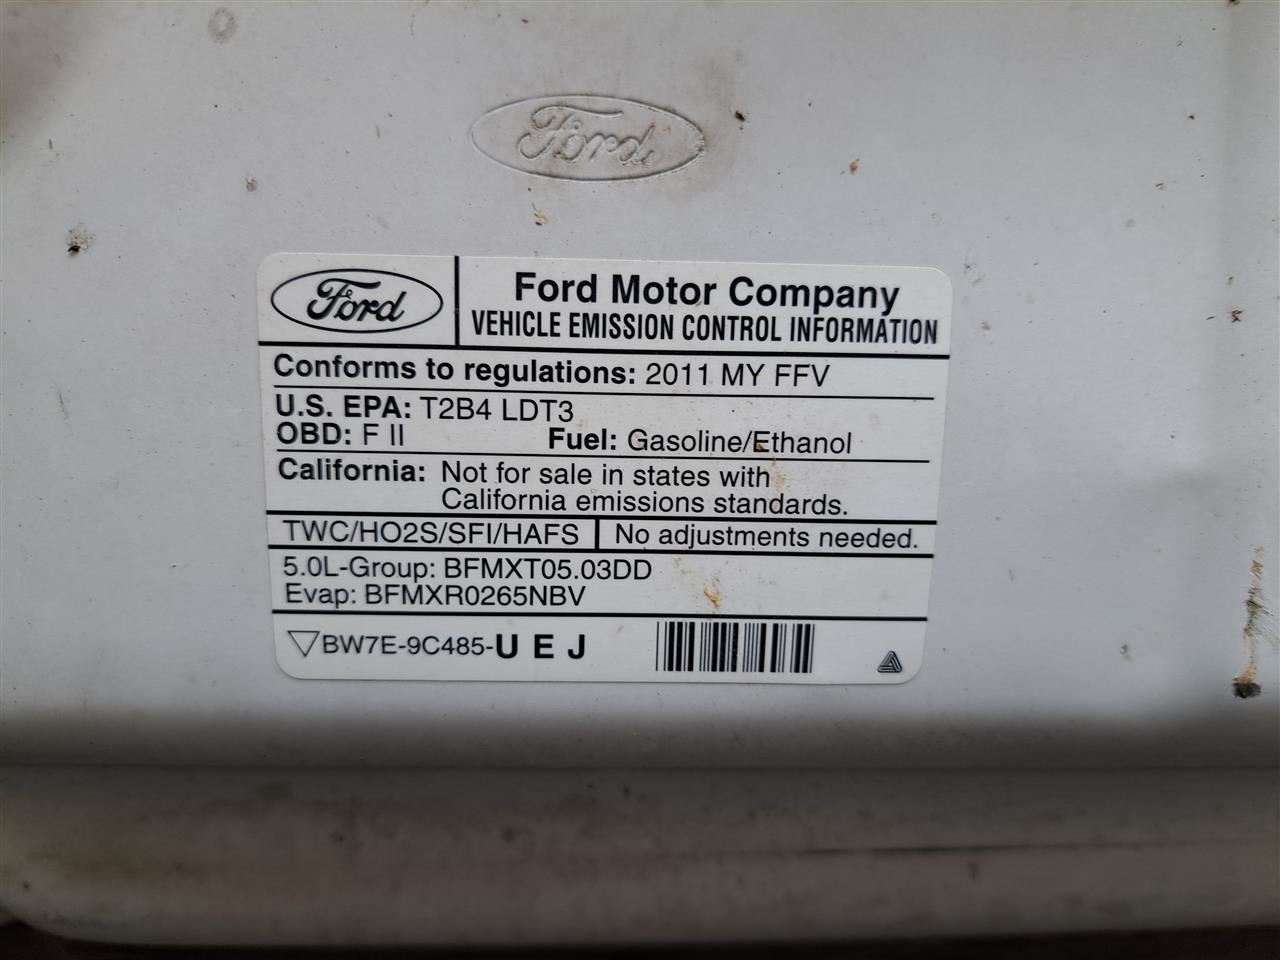 Ford
Ford
Ford Motor Company
VEHICLE EMISSION CONTROL INFORMATION
Conforms to regulations: 2011 MY FFV
U.S. EPA: T2B4 LDT3
OBD: F II Fuel: Gasoline/Ethanol
California: Not for sale in states with
California emissions standards.
TWC/HO2S/SFI/HAFS No adjustments needed.
5.0L-Group: BFMXT05.03DD
Evap: BFMXR0265NBV
BW7E-9C485-U E J